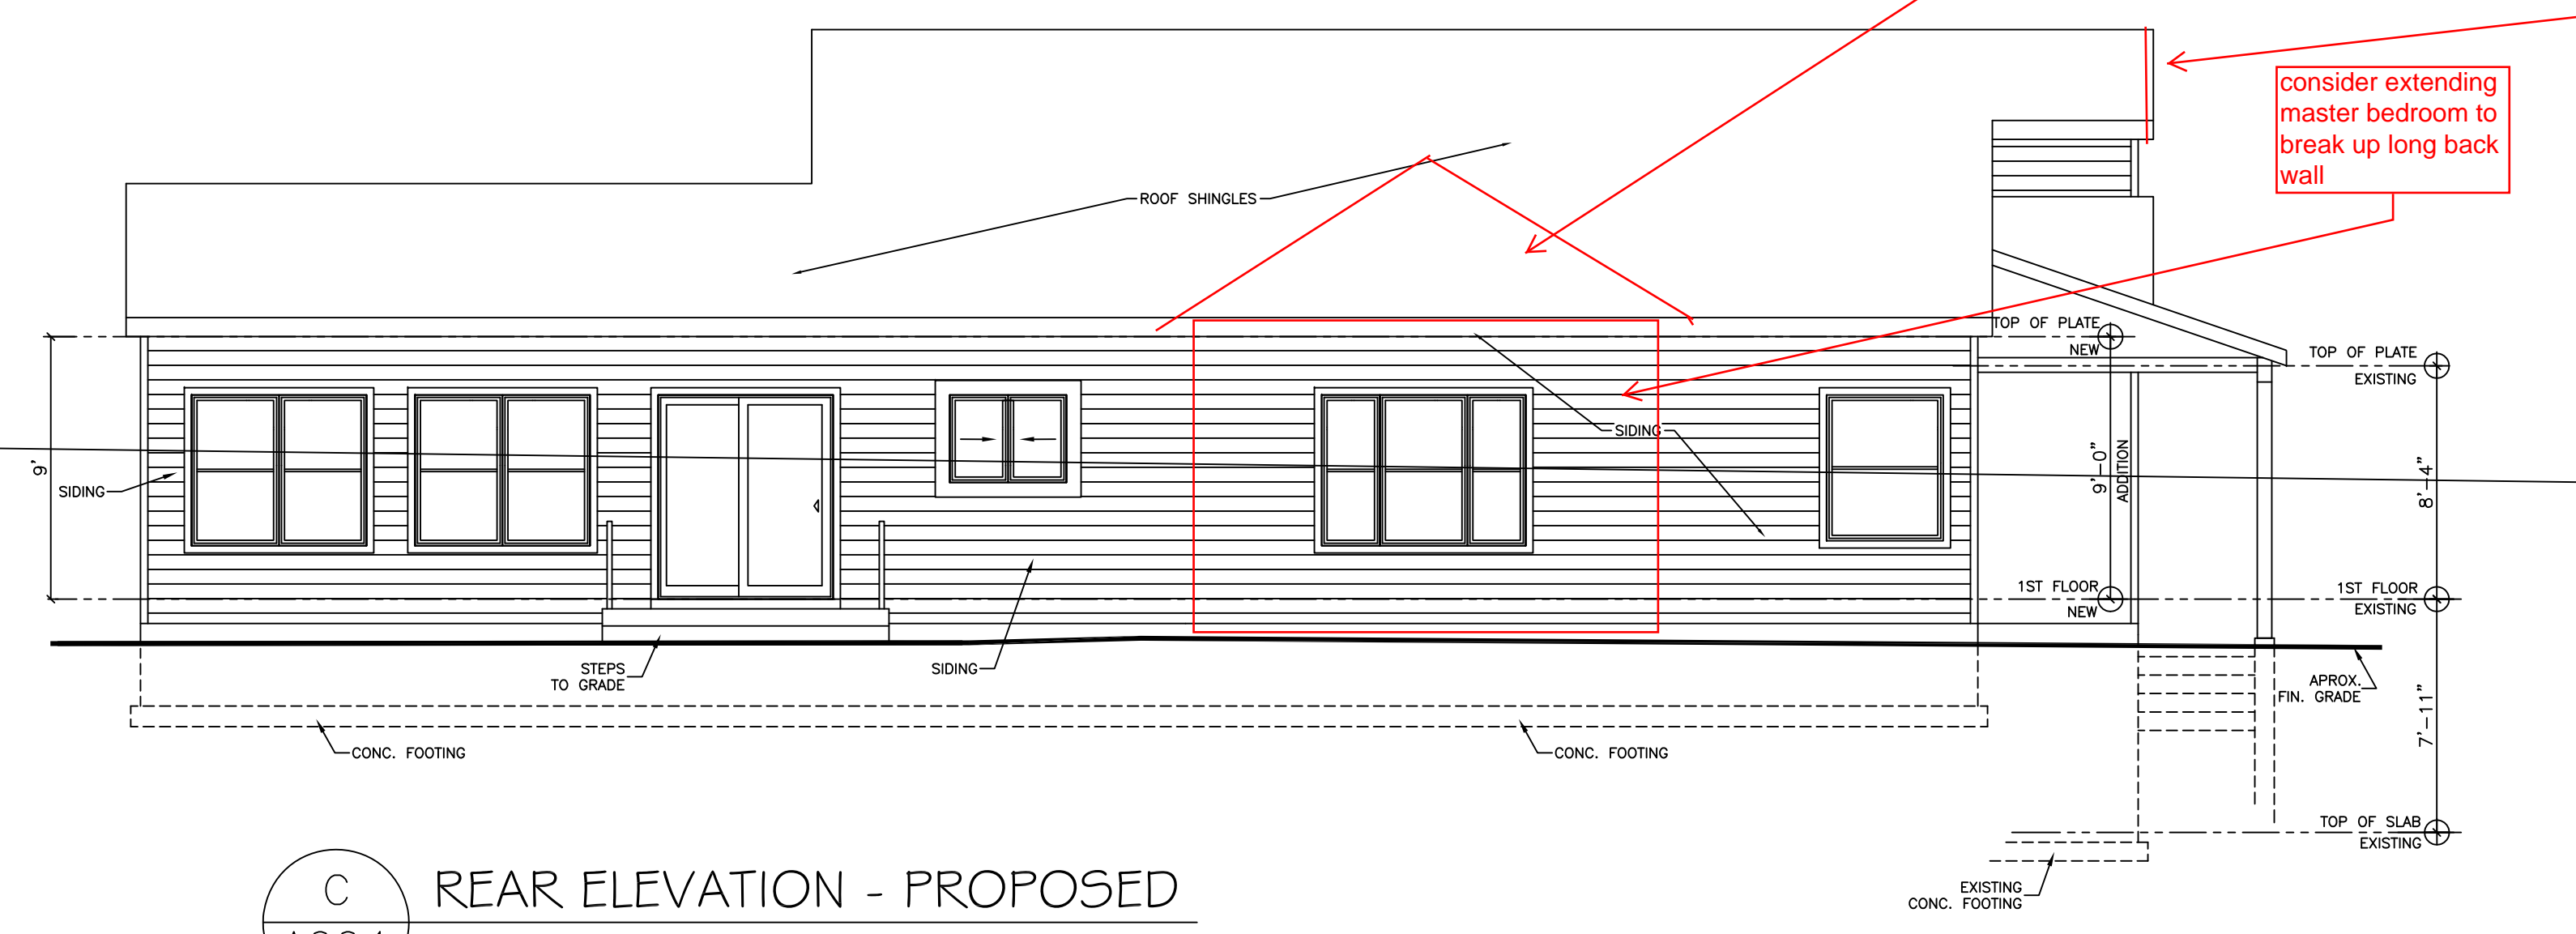 consider extending
master bedroom to
break up long back
wall
ROOF SHINGLES
TOP OF PLATE
NEW
TOP OF PLATE
EXISTING
9'
SIDING
SIDING
9'-0"
ADDITION
8'-4"
1ST FLOOR
NEW
1ST FLOOR
EXISTING
STEPS
TO GRADE
SIDING
APROX.
FIN. GRADE
7'-11"
CONC. FOOTING
CONC. FOOTING
TOP OF SLAB
EXISTING
EXISTING
CONC. FOOTING
C
REAR ELEVATION - PROPOSED